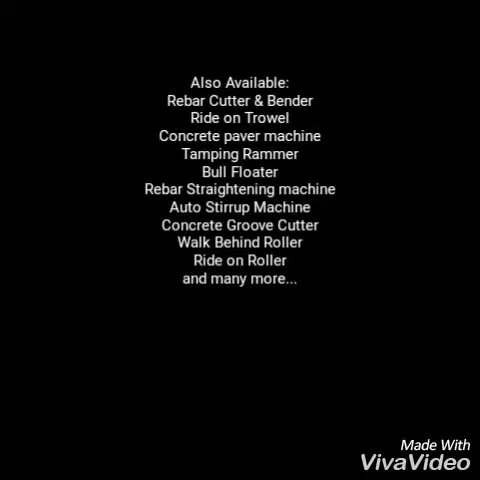 Also Available:
Rebar Cutter & Bender
Ride on Trowel
Concrete paver machine
Tamping Rammer
Bull Floater
Rebar Straightening machine
Auto Stirrup Machine
Concrete Groove Cutter
Walk Behind Roller
Ride on Roller
and many more...
Made With
VivaVideo